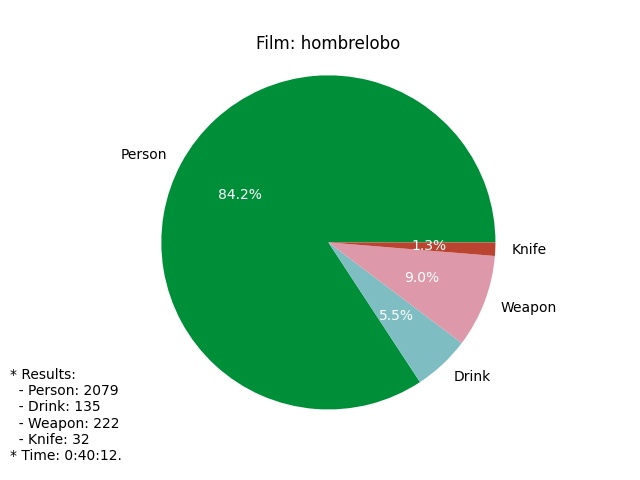 Film: hombrelobo
Person
84.2%
1.3%
Knife
9.0%
Weapon
5.5%
Drink
* Results:
- Person: 2079
- Drink: 135
- Weapon: 222
- Knife: 32
* Time: 0:40:12.